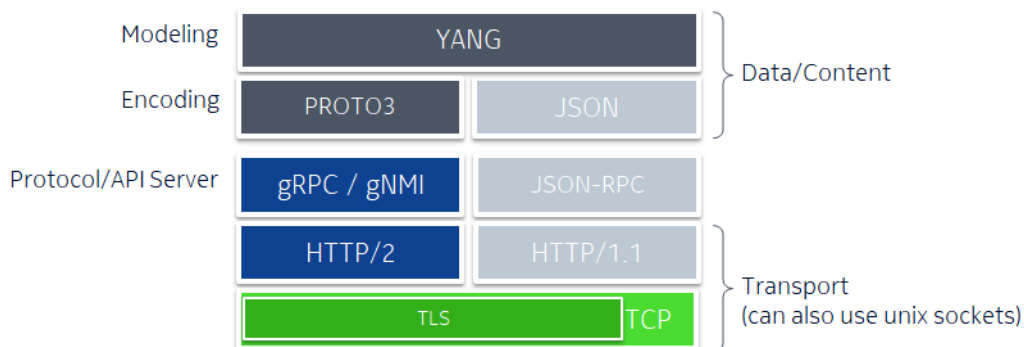 Modeling
YANG
Data/Content
Encoding
PROTO3
JSON
Protocol/API Server
gRPC / gNMI
JSON-RPC
HTTP/2
HTTP/1.1
Transport
(can also use unix sockets)
TLS
TCP